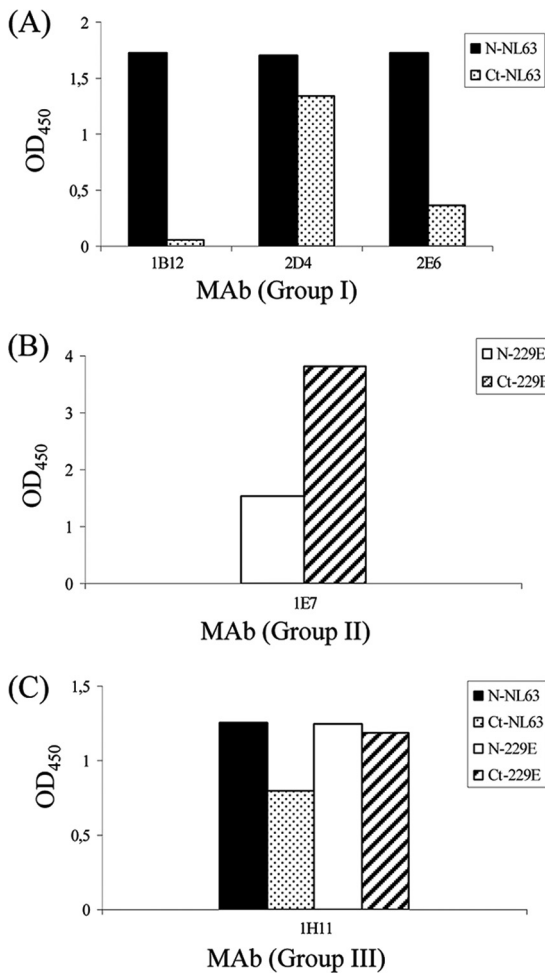 (A)
2
1,5
1
0,5
0
OD450
N-NL63
Ct-NL63
1B12 2D4 2E6
MAb (Group I)
(B)
4
3
2
1
0
OD450
N-229E
Ct-229E
1E7
MAb (Group II)
(C)
1,5
1
0,5
0
OD450
N-NL63
Ct-NL63
N-229E
Ct-229E
1H11
MAb (Group III)